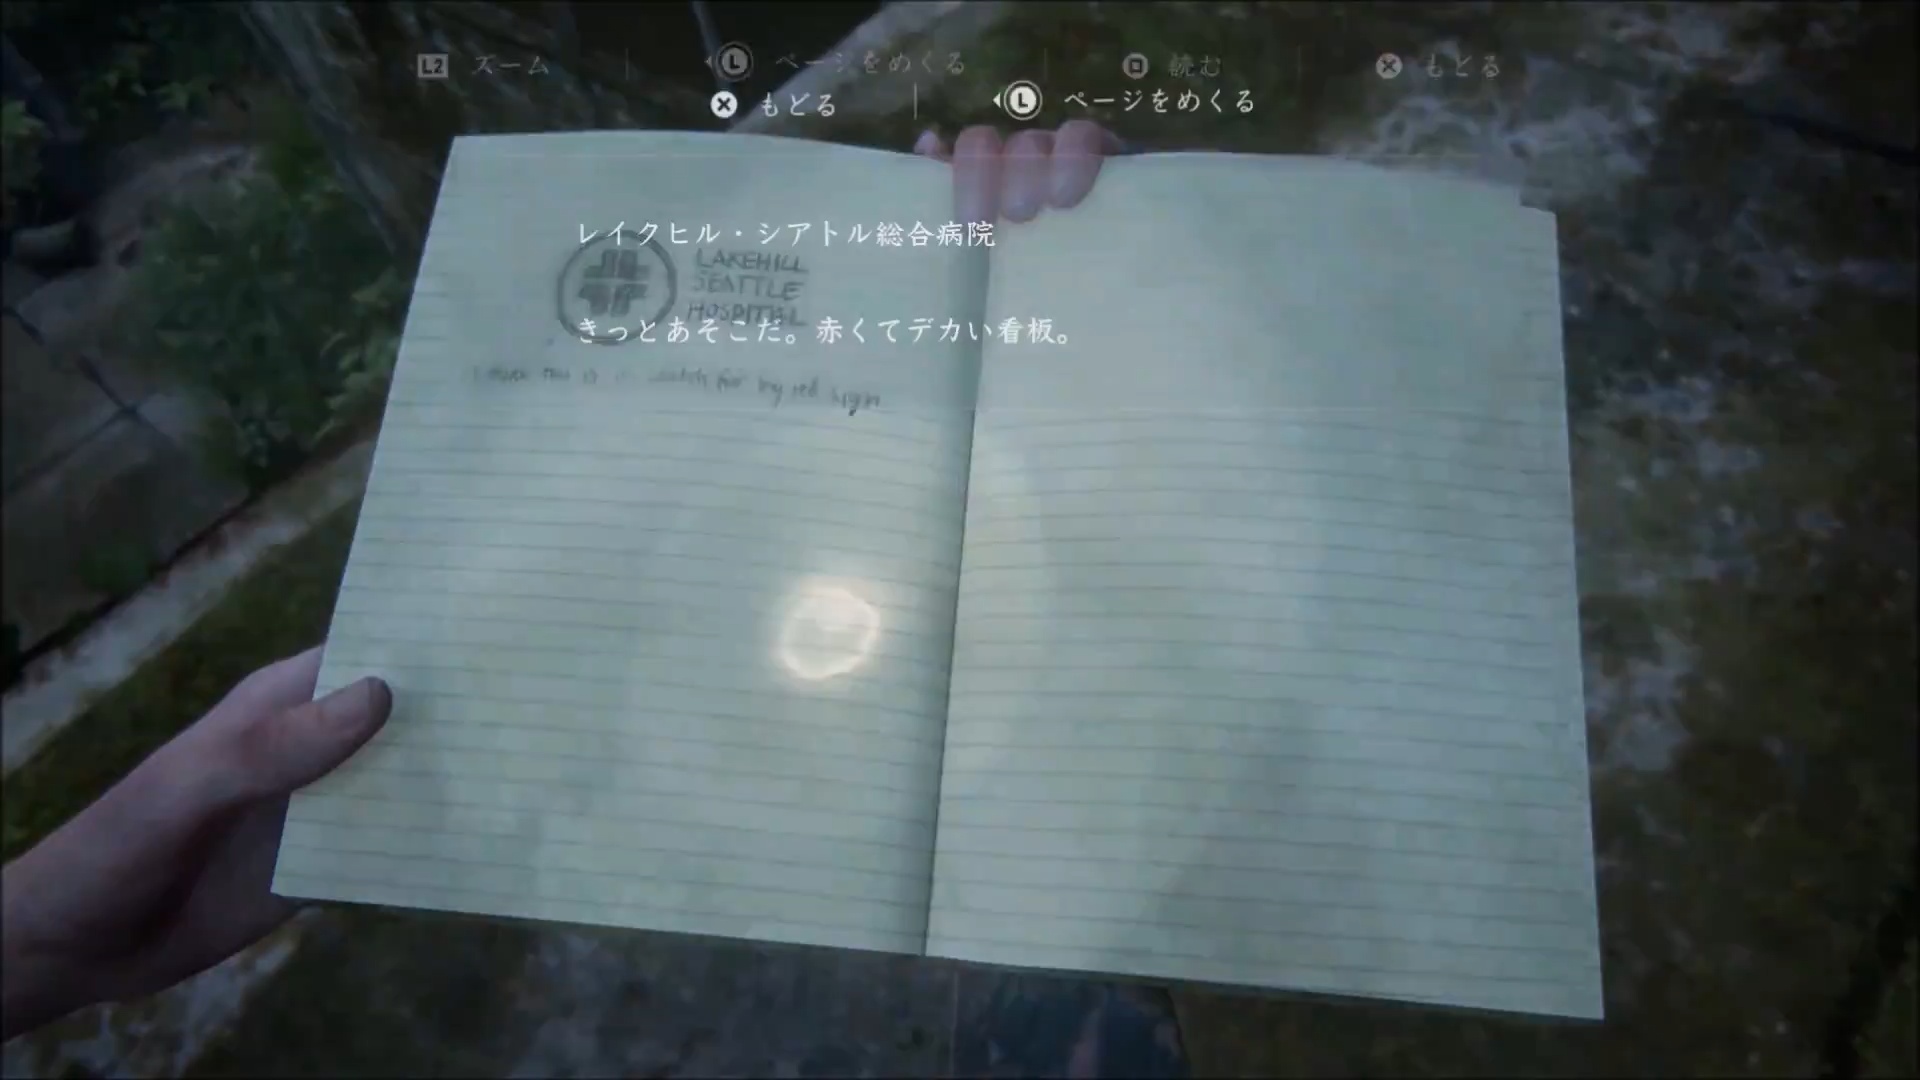 L2 ズーム
L ページをめくる
読む
もどる
もどる
L ページをめくる
レイクヒル・シアトル総合病院
LAKEHILL
SEATTLE
HOSPITAL
きっとあそこだ。赤くてデカい看板。
for big red sign